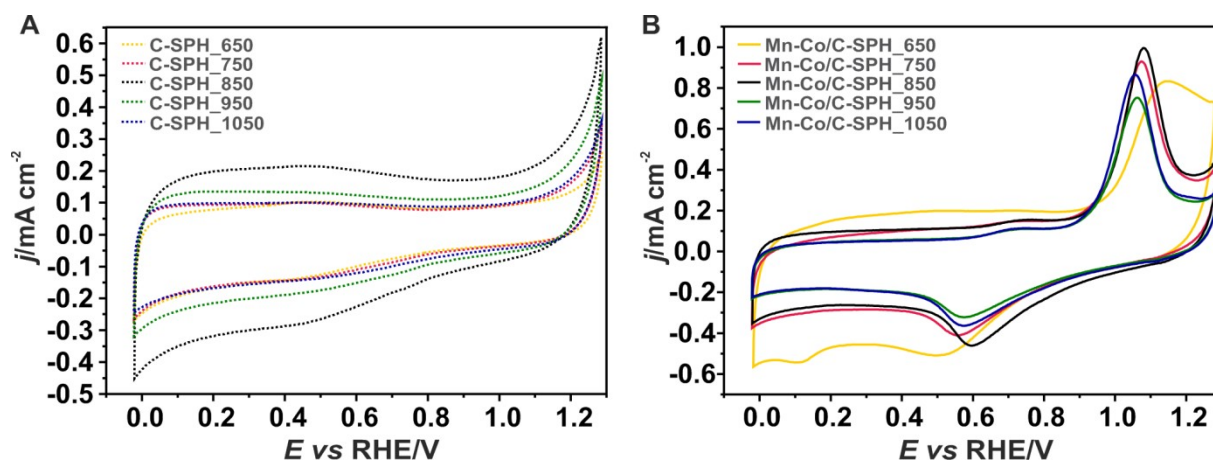 A
C-SPH_650
C-SPH_750
C-SPH_850
C-SPH_950
C-SPH_1050
0.6
0.5
0.4
0.3
0.2
0.1
0.0
-0.1
-0.2
-0.3
-0.4
-0.5
j/mA cm⁻²
0.0 0.2 0.4 0.6 0.8 1.0 1.2
E vs RHE/V
B
Mn-Co/C-SPH_650
Mn-Co/C-SPH_750
Mn-Co/C-SPH_850
Mn-Co/C-SPH_950
Mn-Co/C-SPH_1050
1.0
0.8
0.6
0.4
0.2
0.0
-0.2
-0.4
-0.6
j/mA cm⁻²
0.0 0.2 0.4 0.6 0.8 1.0 1.2
E vs RHE/V